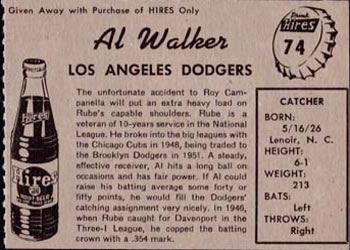 Given Away with Purchase of HIRES Only
Drink
Hires
74
Al Walker
LOS ANGELES DODGERS
The unfortunate accident to Roy Cam-
panella will put an extra heavy load on
Rube's capable shoulders. Rube is a
veteran of 10-years service in the National
League. He broke into the big leagues with
the Chicago Cubs in 1948, being traded to
the Brooklyn Dodgers in 1951. A steady,
effective receiver, Al hits a long ball on
occasions and has fair power. If Al could
raise his batting average some forty or
fifty points, he would fill the Dodgers'
catching assignment very nicely. In 1946,
when Rube caught for Davenport in the
Three-I League, he copped the batting
crown with a .354 mark.
CATCHER
BORN:
5/16/26
Lenoir, N. C.
HEIGHT:
6-1
WEIGHT:
213
BATS:
Left
THROWS:
Right
Hires
Hires